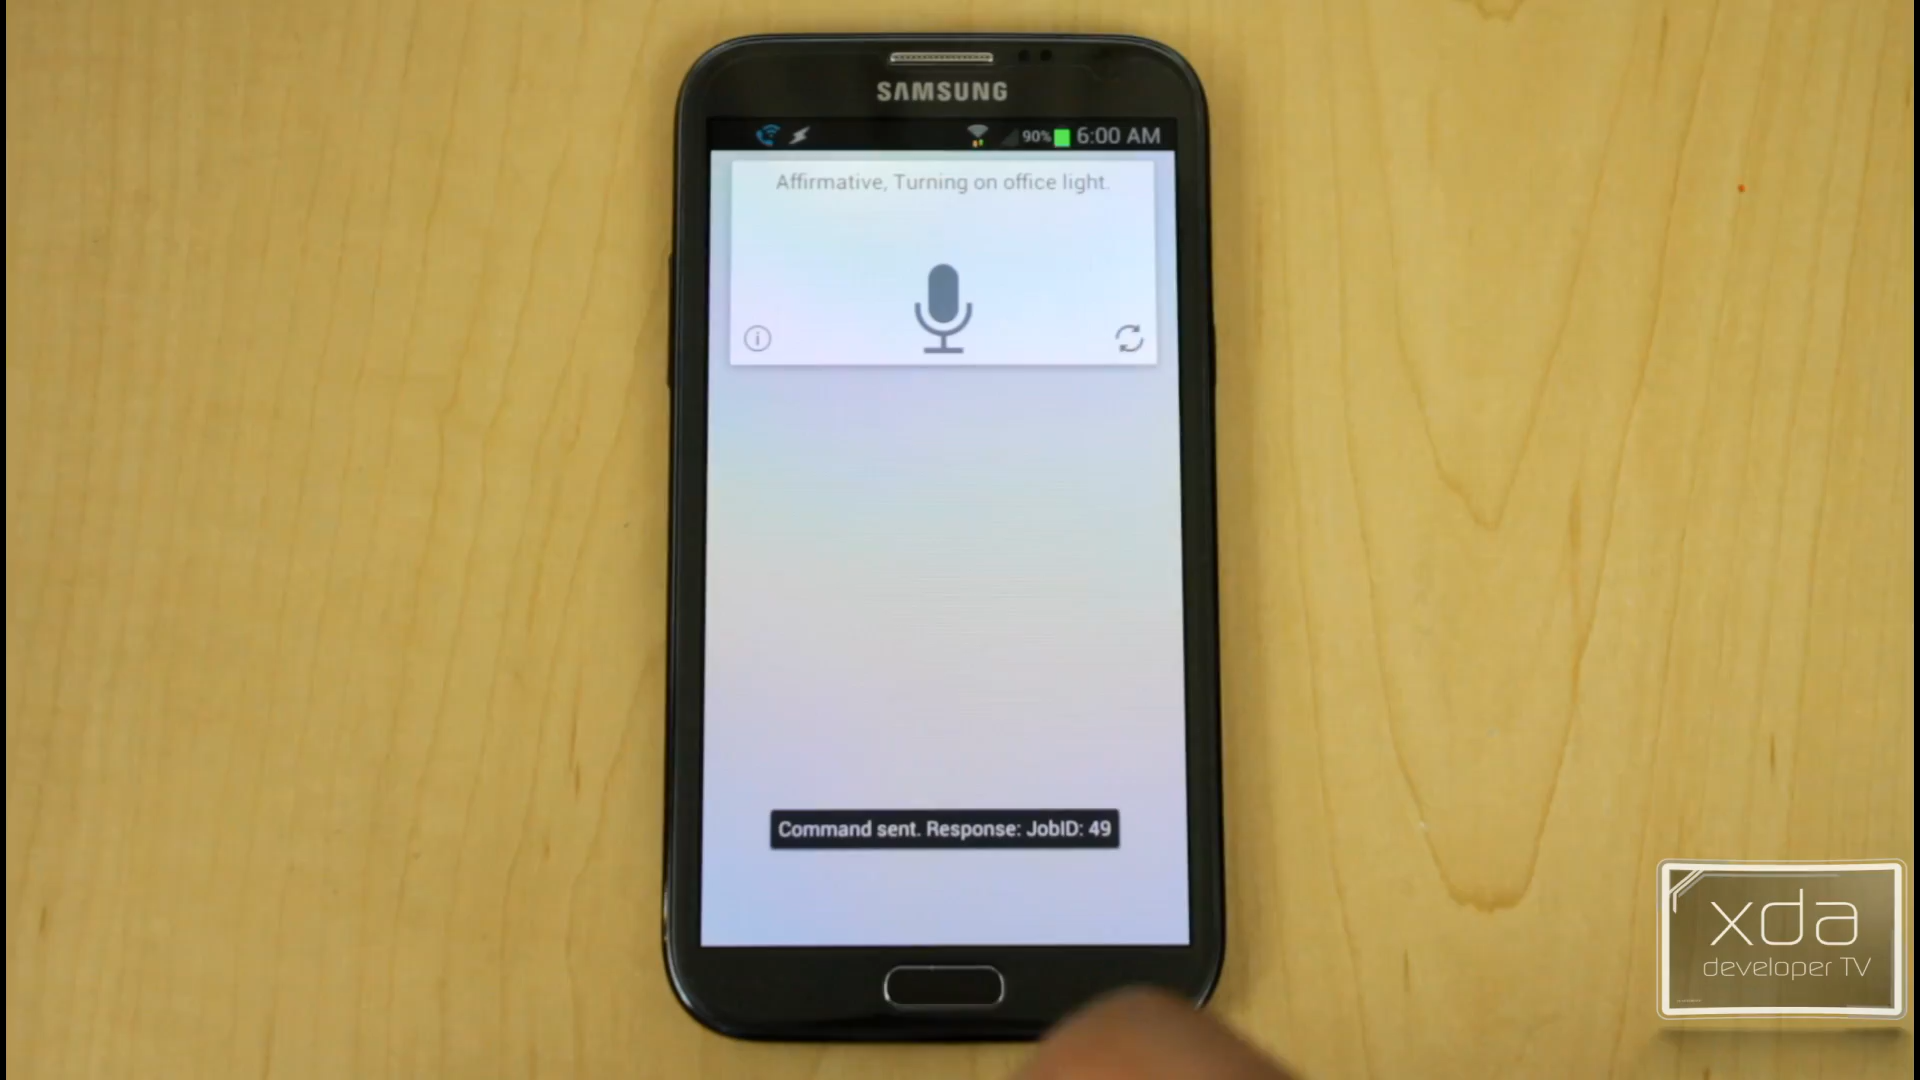 SAMSUNG
90% 6:00 AM
Affirmative, Turning on office light.
Command sent. Response: JobID: 49
xda
developer TV